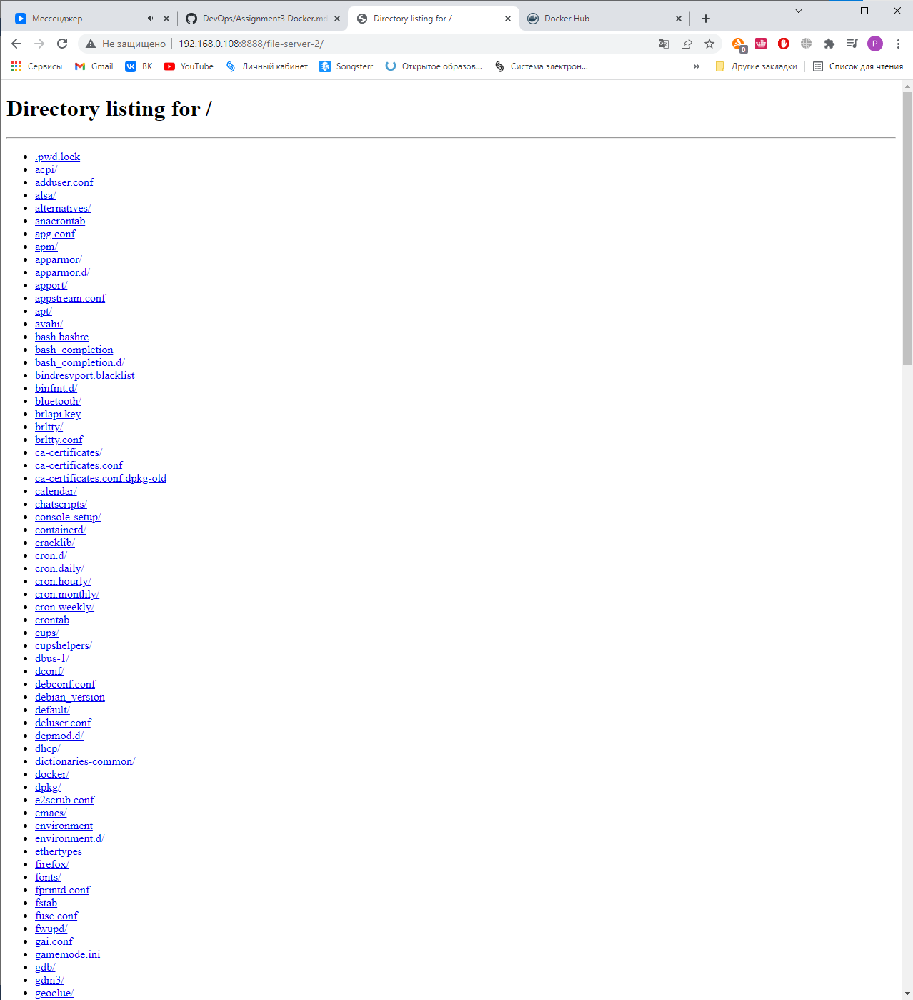 Мессенджер
DevOps/Assignment3 Docker.md
Directory listing for /
Docker Hub
Не защищено
192.168.0.108:8888/file-server-2/
0
P
Сервисы
Gmail
ВК
YouTube
Личный кабинет
Songsterr
Открытое образов...
Система электрон...
»
Другие закладки
Список для чтения
Directory listing for /
.pwd.lock
acpi/
adduser.conf
alsa/
alternatives/
anacrontab
apg.conf
apm/
apparmor/
apparmor.d/
apport/
appstream.conf
apt/
avahi/
bash.bashrc
bash_completion
bash_completion.d/
bindresvport.blacklist
binfmt.d/
bluetooth/
brlapi.key
brltty/
brltty.conf
ca-certificates/
ca-certificates.conf
ca-certificates.conf.dpkg-old
calendar/
chatscripts/
console-setup/
containerd/
cracklib/
cron.d/
cron.daily/
cron.hourly/
cron.monthly/
cron.weekly/
crontab
cups/
cupshelpers/
dbus-1/
dconf/
debconf.conf
debian_version
default/
deluser.conf
depmod.d/
dhcp/
dictionaries-common/
docker/
dpkg/
e2scrub.conf
emacs/
environment
environment.d/
ethertypes
firefox/
fonts/
fprintd.conf
fstab
fuse.conf
fwupd/
gai.conf
gamemode.ini
gdb/
gdm3/
geoclue/